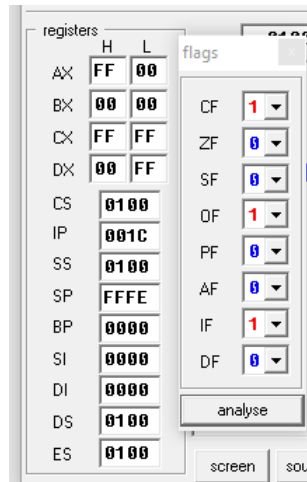 registers
H L
AX FF 00
BX 00 00
CX FF FF
DX 00 FF
CS 0100
IP 001C
SS 0100
SP FFFE
BP 0000
SI 0000
DI 0000
DS 0100
ES 0100
flags
CF 1
ZF 0
SF 0
OF 1
PF 0
AF 0
IF 1
DF 0
analyse
screen